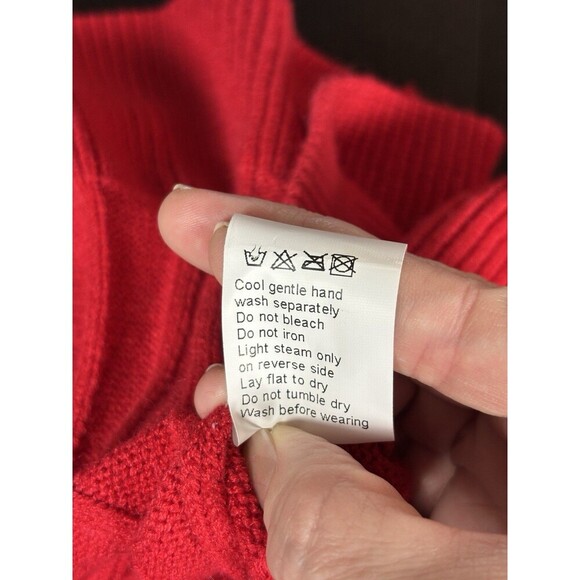 Cool gentle hand
wash separately
Do not bleach
Do not iron
Light steam only
on reverse side
Lay flat to dry
Do not tumble dry
Wash before wearing